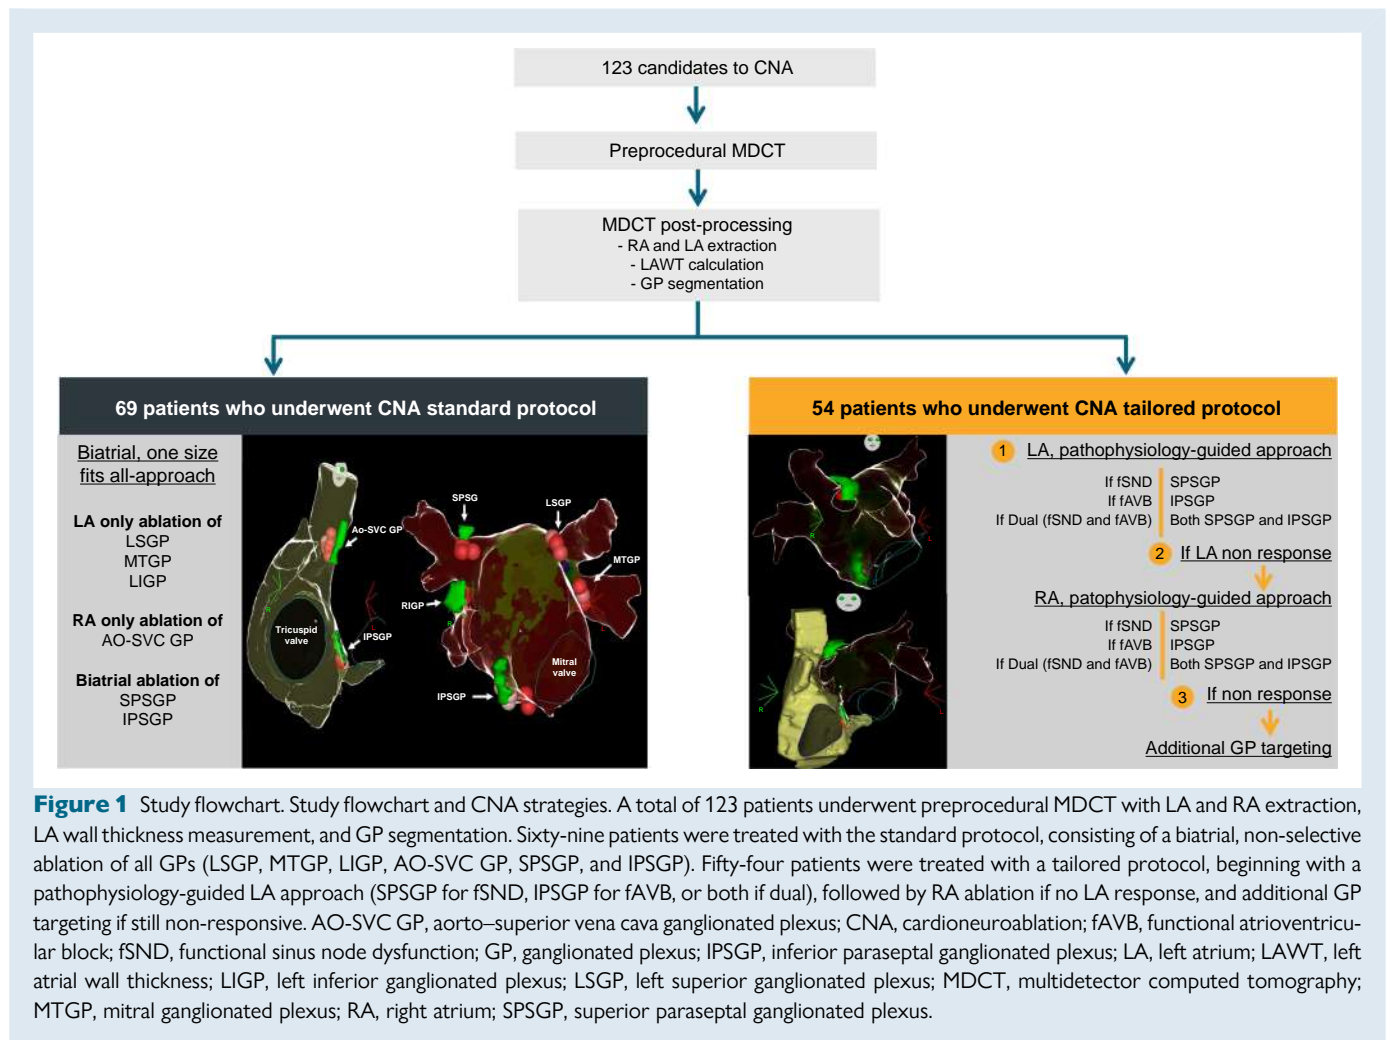 123 candidates to CNA
Preprocedural MDCT
MDCT post-processing
- RA and LA extraction
- LAWT calculation
- GP segmentation
69 patients who underwent CNA standard protocol
Biatrial, one size
fits all-approach
LA only ablation of
LSGP
MTGP
LIGP
RA only ablation of
AO-SVC GP
Biatrial ablation of
SPSGP
IPSGP
Ao-SVC GP
Tricuspid
valve
IPSGP
R
L
SPSG
LSGP
MTGP
RIGP
R
L
IPSGP
Mitral
valve
54 patients who underwent CNA tailored protocol
R
L
R
L
1 LA, pathophysiology-guided approach
If fSND SPSGP
If fAVB IPSGP
If Dual (fSND and fAVB) Both SPSGP and IPSGP
2 If LA non response
RA, patophysiology-guided approach
If fSND SPSGP
If fAVB IPSGP
If Dual (fSND and fAVB) Both SPSGP and IPSGP
3 If non response
Additional GP targeting
Figure 1 Study flowchart. Study flowchart and CNA strategies. A total of 123 patients underwent preprocedural MDCT with LA and RA extraction,
LA wall thickness measurement, and GP segmentation. Sixty-nine patients were treated with the standard protocol, consisting of a biatrial, non-selective
ablation of all GPs (LSGP, MTGP, LIGP, AO-SVC GP, SPSGP, and IPSGP). Fifty-four patients were treated with a tailored protocol, beginning with a
pathophysiology-guided LA approach (SPSGP for fSND, IPSGP for fAVB, or both if dual), followed by RA ablation if no LA response, and additional GP
targeting if still non-responsive. AO-SVC GP, aorto–superior vena cava ganglionated plexus; CNA, cardioneuroablation; fAVB, functional atrioventricu-
lar block; fSND, functional sinus node dysfunction; GP, ganglionated plexus; IPSGP, inferior paraseptal ganglionated plexus; LA, left atrium; LAWT, left
atrial wall thickness; LIGP, left inferior ganglionated plexus; LSGP, left superior ganglionated plexus; MDCT, multidetector computed tomography;
MTGP, mitral ganglionated plexus; RA, right atrium; SPSGP, superior paraseptal ganglionated plexus.